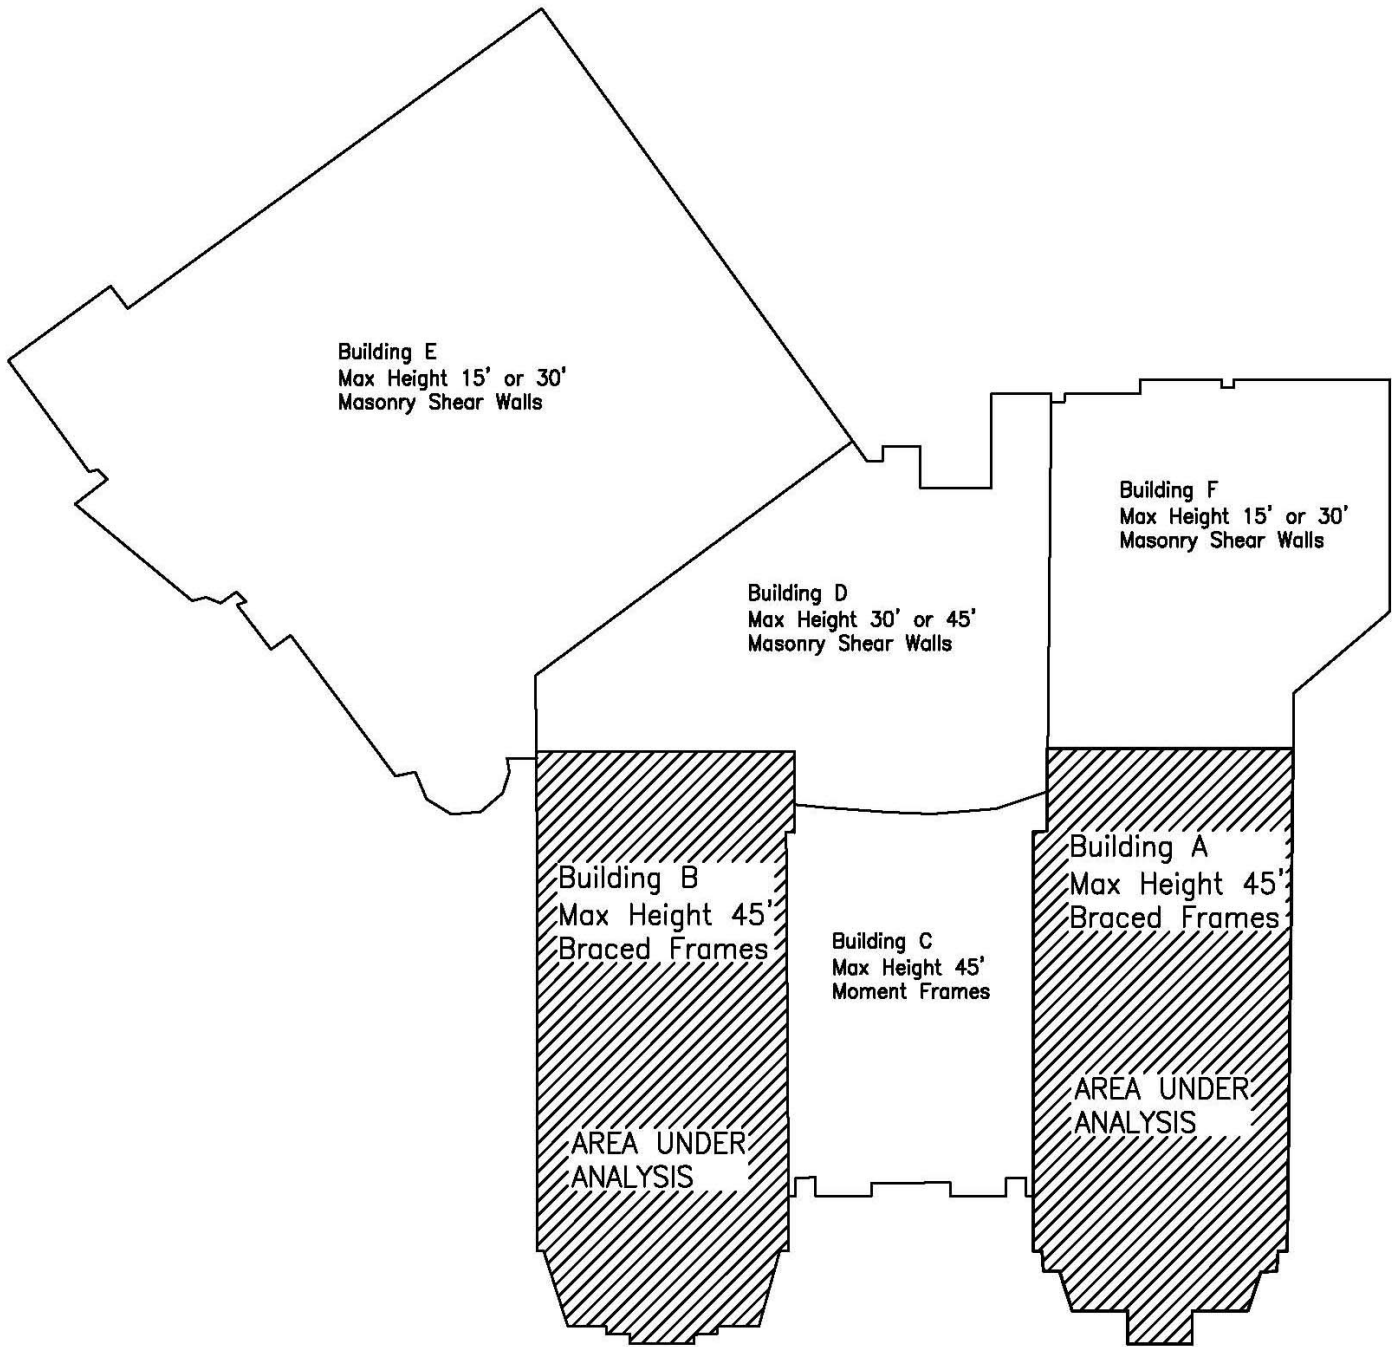 Building E
Max Height 15' or 30'
Masonry Shear Walls
Building F
Max Height 15' or 30'
Masonry Shear Walls
Building D
Max Height 30' or 45'
Masonry Shear Walls
Building B
Max Height 45'
Braced Frames
AREA UNDER
ANALYSIS
Building C
Max Height 45'
Moment Frames
Building A
Max Height 45'
Braced Frames
AREA UNDER
ANALYSIS